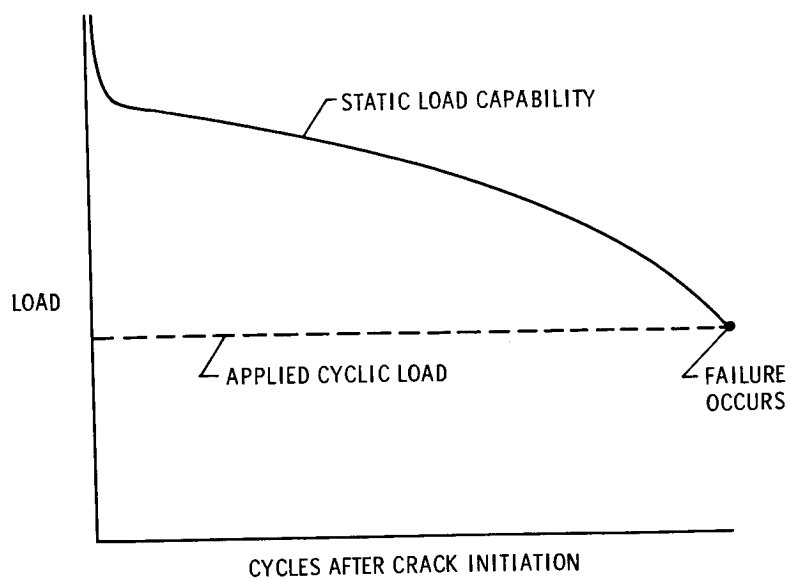 STATIC LOAD CAPABILITY
LOAD
APPLIED CYCLIC LOAD
FAILURE
OCCURS
CYCLES AFTER CRACK INITIATION